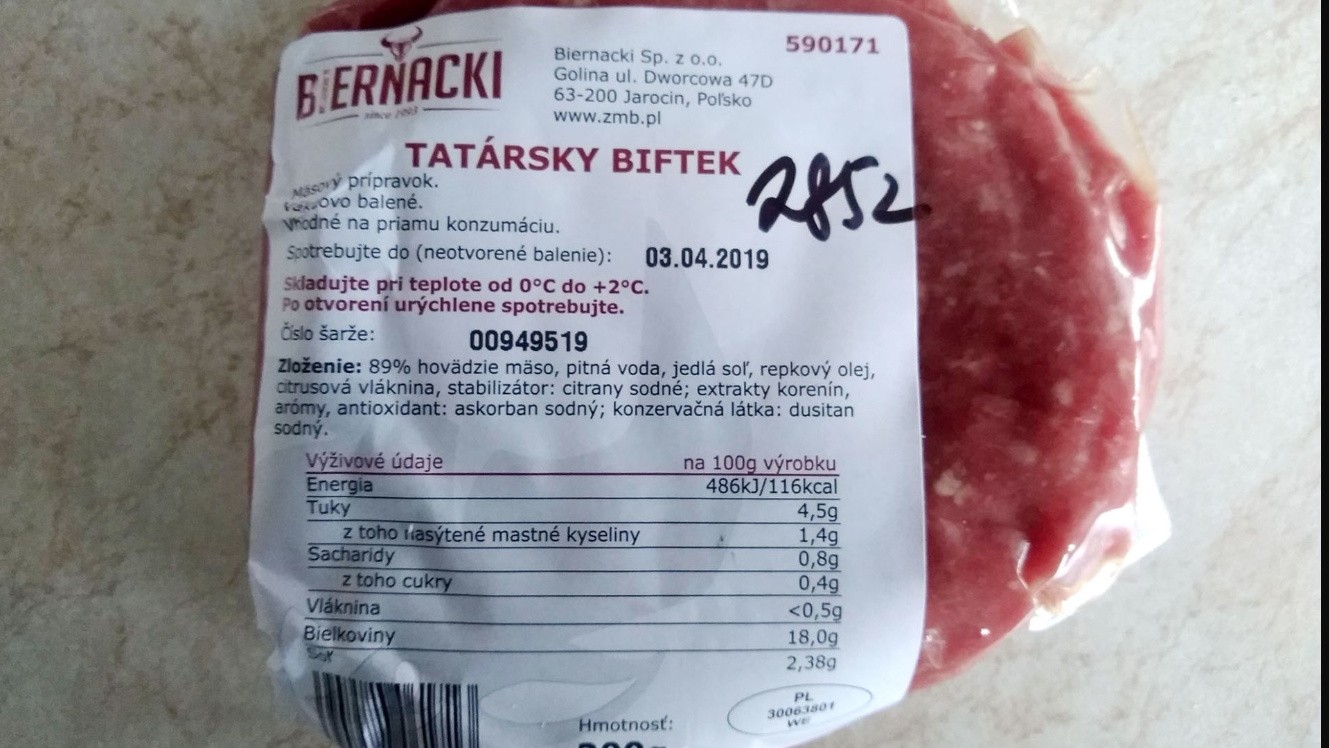 BIERNACKI
since 1993
Biernacki Sp. z o.o.
Golina ul. Dworcowa 47D
63-200 Jarocin, Poľsko
www.zmb.pl
590171
TATÁRSKY BIFTEK
2852
Mäsový prípravok.
Vákuovo balené.
Vhodné na priamu konzumáciu.
Spotrebujte do (neotvorené balenie): 03.04.2019
Skladujte pri teplote od 0°C do +2°C.
Po otvorení urýchlene spotrebujte.
Číslo šarže: 00949519
Zloženie: 89% hovädzie mäso, pitná voda, jedlá soľ, repkový olej,
citrusová vláknina, stabilizátor: citrany sodné; extrakty korenín,
arómy, antioxidant: askorban sodný; konzervačná látka: dusitan
sodný.
Výživové údaje na 100g výrobku
Energia 486kJ/116kcal
Tuky 4,5g
z toho nasýtené mastné kyseliny 1,4g
Sacharidy 0,8g
z toho cukry 0,4g
Vláknina <0,5g
Bielkoviny 18,0g
Soľ 2,38g
PL
30063801
WE
Hmotnosť: